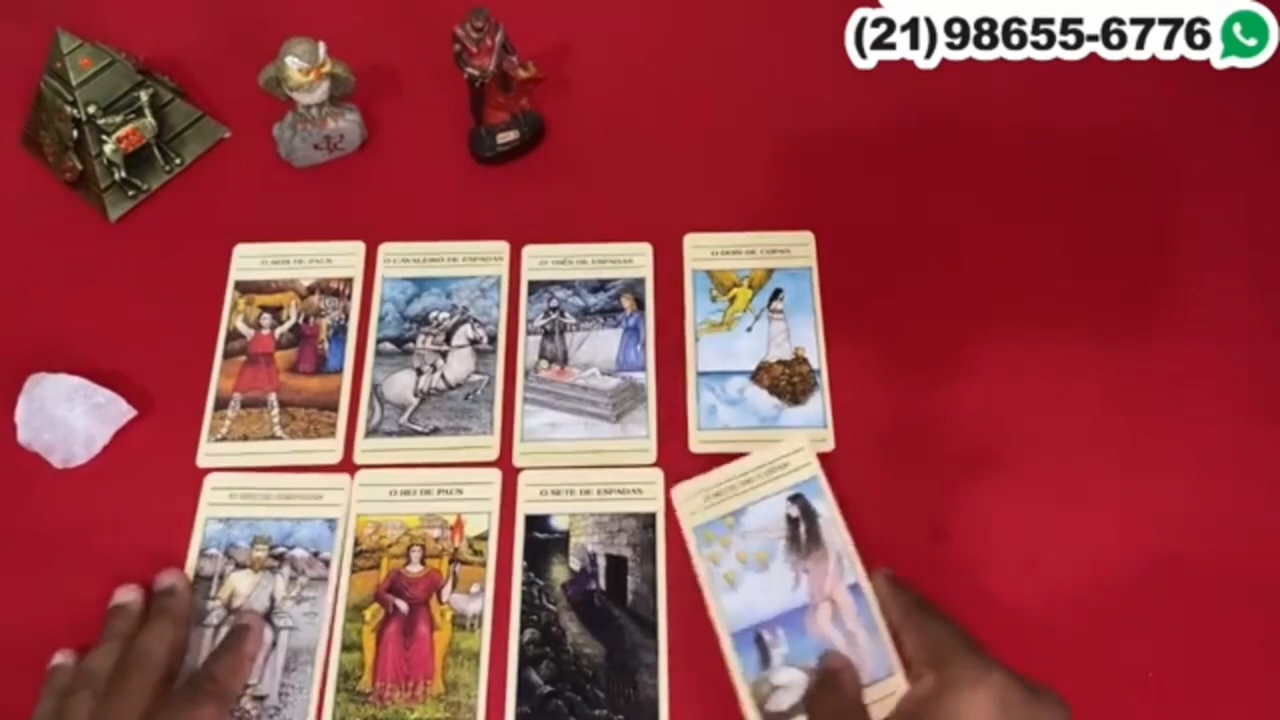 (21)98655-6776
O SEIS DE PAUS
O CAVALEIRO DE ESPADAS
O TRÊS DE ESPADAS
O DOIS DE COPAS
O REI DE PAUS
O SETE DE ESPADAS